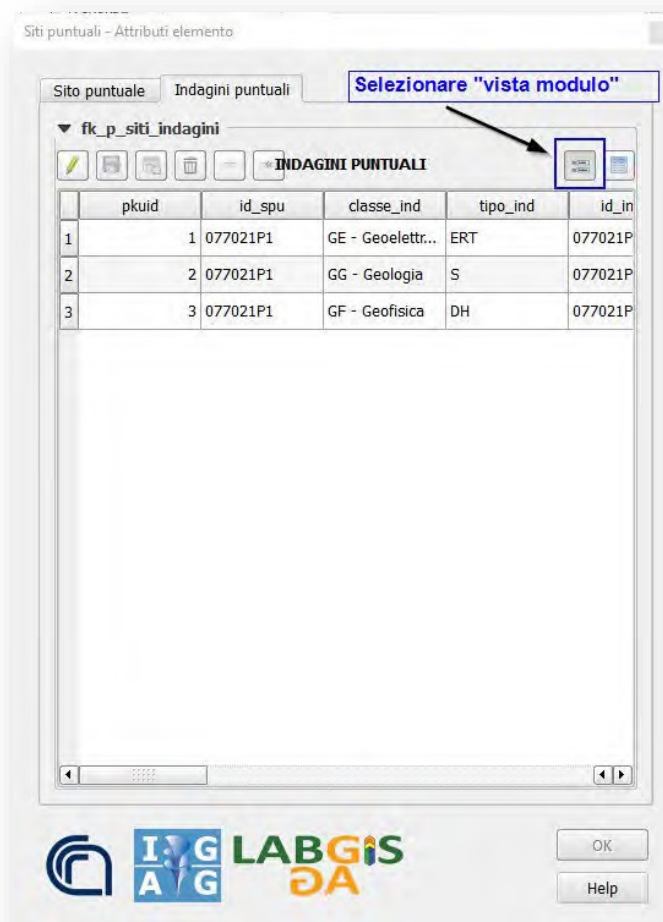 Siti puntuali - Attributi elemento
Sito puntuale Indagini puntuali
Selezionare "vista modulo"
▼ fk_p_siti_indagini
INDAGINI PUNTUALI
pkuid id_spu classe_ind tipo_ind id_in
1 1 077021P1 GE - Geoelettr... ERT 077021P
2 2 077021P1 GG - Geologia S 077021P
3 3 077021P1 GF - Geofisica DH 077021P
IGAG
LABGIS
OK
Help